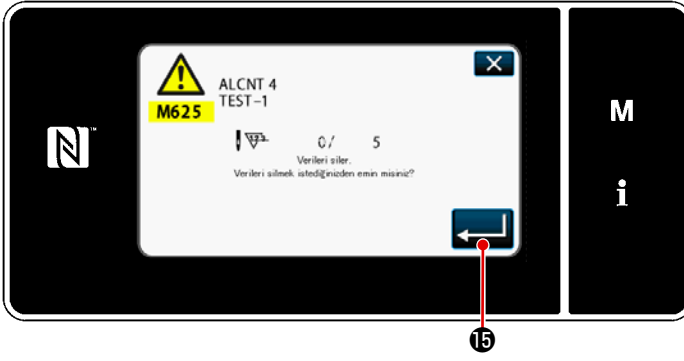 ALCNT 4
TEST-1
M625
0/ 5
Verileri siler.
Verileri silmek istediğinizden emin misiniz?
M
i
⓯